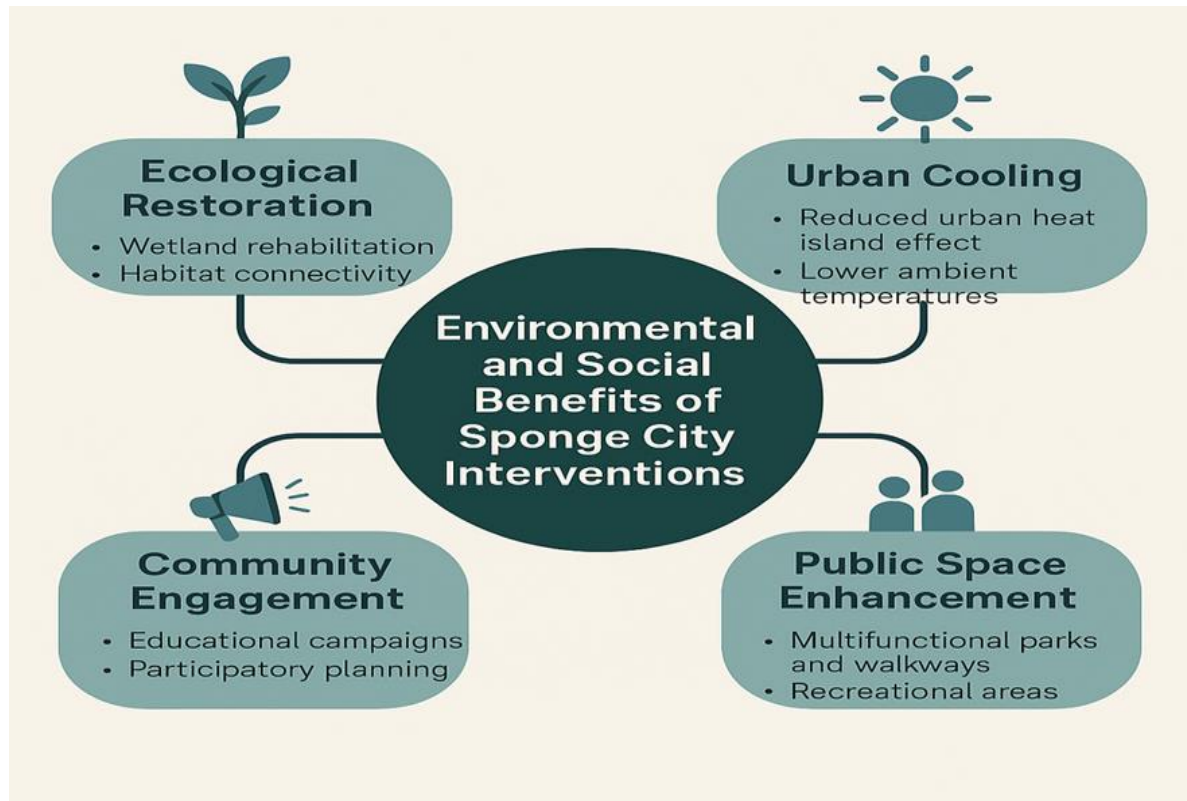 Ecological
Restoration
• Wetland rehabilitation
• Habitat connectivity
Urban Cooling
• Reduced urban heat
island effect
• Lower ambient
temperatures
Environmental
and Social
Benefits of
Sponge City
Interventions
Community
Engagement
• Educational campaigns
• Participatory planning
Public Space
Enhancement
• Multifunctional parks
and walkways
• Recreational areas